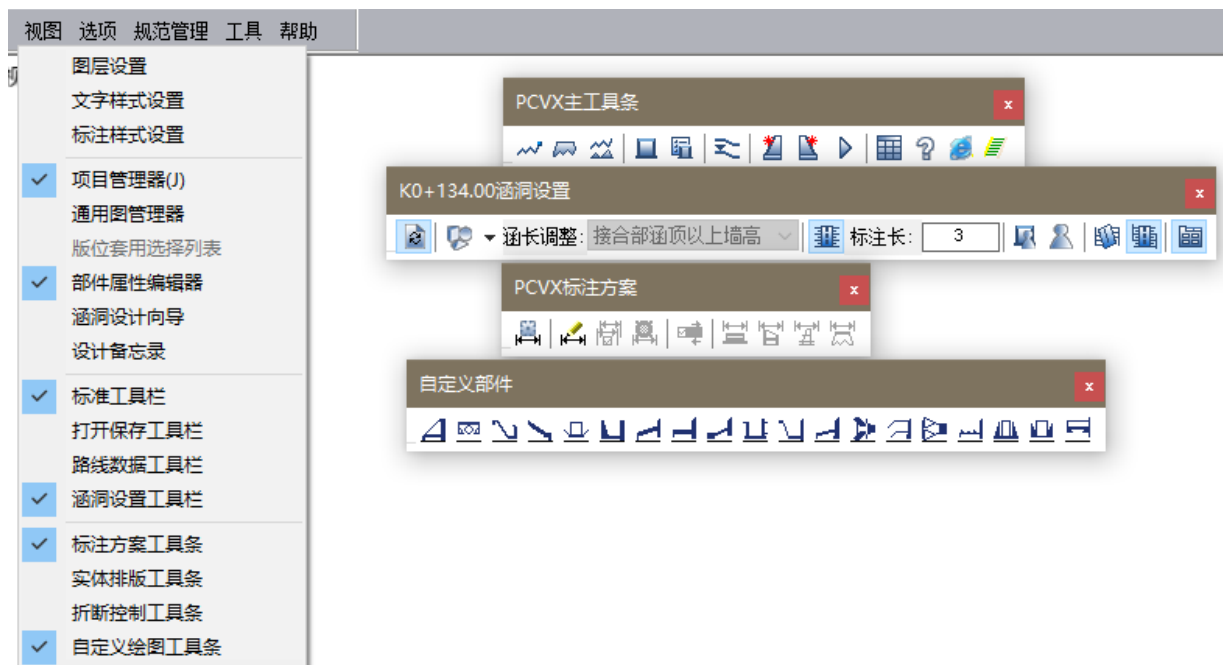 视图 选项 规范管理 工具 帮助
图层设置
文字样式设置
标注样式设置
项目管理器(J)
通用图管理器
版位套用选择列表
部件属性编辑器
涵洞设计向导
设计备忘录
标准工具栏
打开保存工具栏
路线数据工具栏
涵洞设置工具栏
标注方案工具条
实体排版工具条
折断控制工具条
自定义绘图工具条
PCVX主工具条
K0+134.00涵洞设置
涵长调整: 接合部涵顶以上墙高 标注长: 3
PCVX标注方案
自定义部件